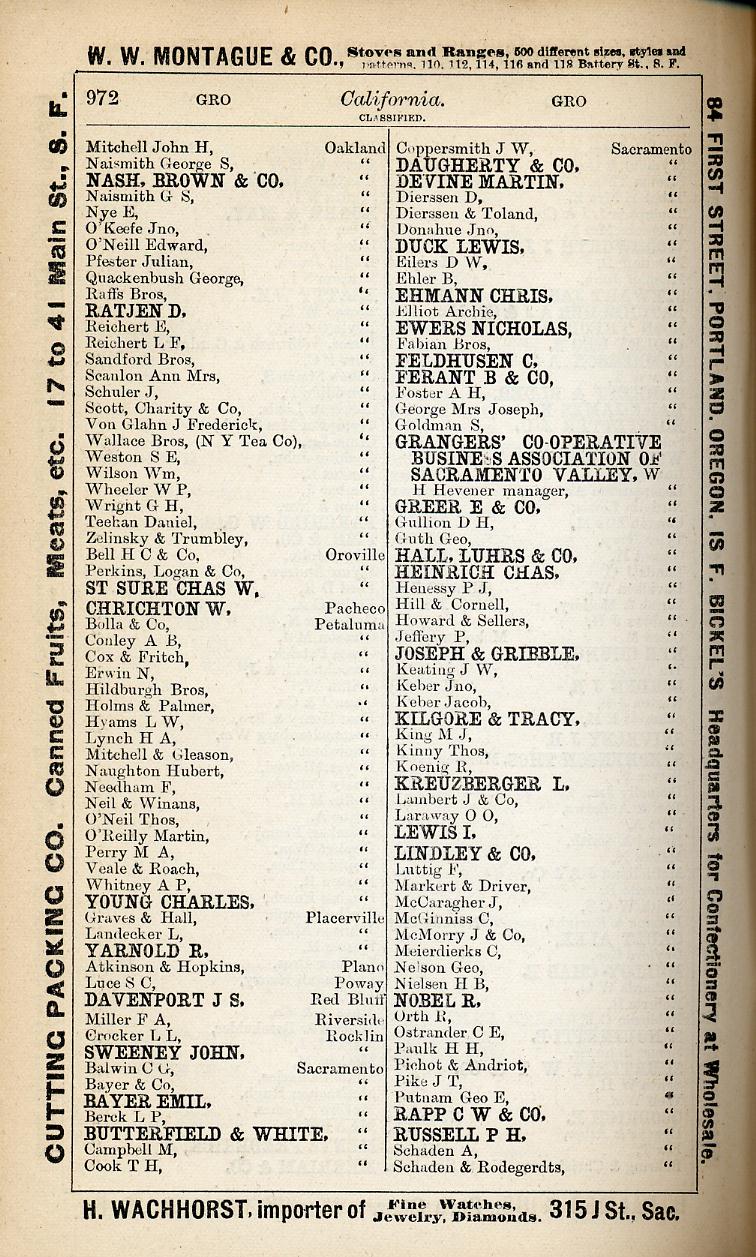 W. W. MONTAGUE & CO., Stoves and Ranges, 500 different sizes, styles and
patterns, 110, 112, 114, 116 and 118 Battery St., S. F.
CUTTING PACKING CO. Canned Fruits, Meats, etc. 17 to 41 Main St., S. F.
972 GRO California. GRO
CLASSIFIED.
Mitchell John H, Oakland
Naismith George S, “
NASH, BROWN & CO. “
Naismith G S, “
Nye E, “
O'Keefe Jno, “
O'Neill Edward, “
Pfester Julian, “
Quackenbush George, “
Raffs Bros, “
RATJEN D. “
Reichert E, “
Reichert L F, “
Sandford Bros, “
Scanlon Ann Mrs, “
Schuler J, “
Scott, Charity & Co, “
Von Glahn J Frederick, “
Wallace Bros, (N Y Tea Co), “
Weston S E, “
Wilson Wm, “
Wheeler W P, “
Wright G H, “
Teehan Daniel, “
Zelinsky & Trumbley, “
Bell H C & Co, Oroville
Perkins, Logan & Co, “
ST SURE CHAS W, “
CHRICHTON W. Pacheco
Bolla & Co, Petaluma
Conley A B, “
Cox & Fritch, “
Erwin N, “
Hildburgh Bros, “
Holms & Palmer, “
Hyams L W, “
Lynch H A, “
Mitchell & Gleason, “
Naughton Hubert, “
Needham F, “
Neil & Winans, “
O'Neil Thos, “
O'Reilly Martin, “
Perry M A, “
Veale & Roach, “
Whitney A P, “
YOUNG CHARLES, “
Graves & Hall, Placerville
Landecker L, “
YARNOLD R. “
Atkinson & Hopkins, Plano
Luce S C, Poway
DAVENPORT J S. Red Bluff
Miller F A, Riverside
Crocker L L, Rocklin
SWEENEY JOHN. “
Balwin C G, Sacramento
Bayer & Co, “
BAYER EMIL. “
Berck L P, “
BUTTERFIELD & WHITE. “
Campbell M, “
Cook T H, “
Coppersmith J W, Sacramento
DAUGHERTY & CO. “
DEVINE MARTIN. “
Dierssen D, “
Dierssen & Toland, “
Donahue Jno, “
DUCK LEWIS. “
Eilers D W, “
Ehler B, “
EHMANN CHRIS. “
Elliot Archie, “
EWERS NICHOLAS, “
Fabian Bros, “
FELDHUSEN C, “
FERANT B & CO, “
Foster A H, “
George Mrs Joseph, “
Goldman S, “
GRANGERS' CO-OPERATIVE
BUSINESS ASSOCIATION OF
SACRAMENTO VALLEY, W
H Hevener manager, “
GREER E & CO. “
Gullion D H, “
Guth Geo, “
HALL, LUHRS & CO. “
HEINRICH CHAS. “
Henessy P J, “
Hill & Cornell, “
Howard & Sellers, “
Jeffery P, “
JOSEPH & GRIBBLE. “
Keating J W, “
Keber Jno, “
Keber Jacob, “
KILGORE & TRACY. “
King M J, “
Kinny Thos, “
Koenig R, “
KREUZBERGER L. “
Lambert J & Co, “
Laraway O O, “
LEWIS I. “
LINDLEY & CO. “
Luttig F, “
Markert & Driver, “
McCaragher J, “
McGinniss C, “
McMorry J & Co, “
Meierdierks C, “
Nelson Geo, “
Nielsen H B, “
NOBEL R. “
Orth R, “
Ostrander C E, “
Paulk H H, “
Pichot & Andriot, “
Pike J T, “
Putnam Geo E, “
RAPP C W & CO. “
RUSSELL P H. “
Schaden A, “
Schaden & Rodegerdts, “
84 FIRST STREET, PORTLAND, OREGON, IS F. BICKEL'S Headquarters for Confectionery at Wholesale.
H. WACHHORST, importer of Fine Watches, Jewelry, Diamonds. 315 J St., Sac.